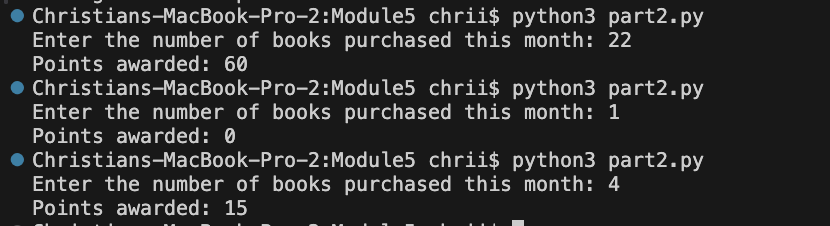 Christians-MacBook-Pro-2:Module5 chrii$ python3 part2.py
Enter the number of books purchased this month: 22
Points awarded: 60
Christians-MacBook-Pro-2:Module5 chrii$ python3 part2.py
Enter the number of books purchased this month: 1
Points awarded: 0
Christians-MacBook-Pro-2:Module5 chrii$ python3 part2.py
Enter the number of books purchased this month: 4
Points awarded: 15